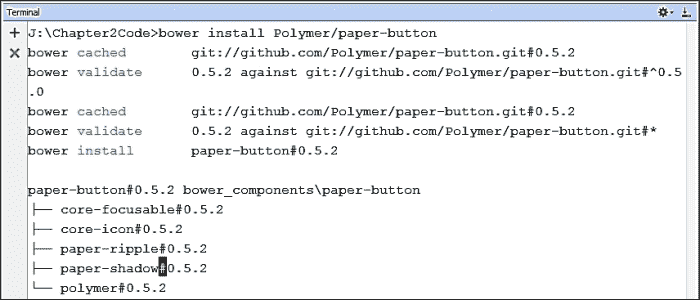 Terminal
J:\Chapter2Code>bower install Polymer/paper-button
bower cached        git://github.com/Polymer/paper-button.git#0.5.2
bower validate      0.5.2 against git://github.com/Polymer/paper-button.git#^0.5
.0
bower cached        git://github.com/Polymer/paper-button.git#0.5.2
bower validate      0.5.2 against git://github.com/Polymer/paper-button.git#*
bower install       paper-button#0.5.2
paper-button#0.5.2 bower_components\paper-button
├── core-focusable#0.5.2
├── core-icon#0.5.2
├── paper-ripple#0.5.2
├── paper-shadow#0.5.2
└── polymer#0.5.2